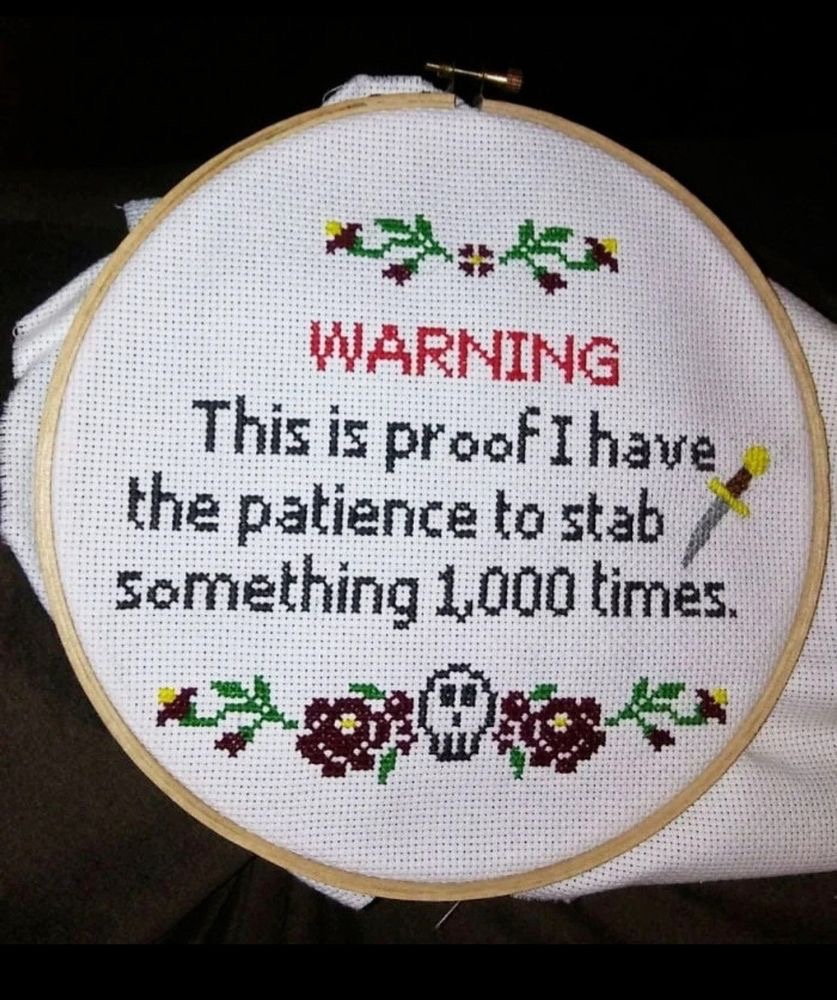 WARNING
This is proof I have
the patience to stab
something 1,000 times.